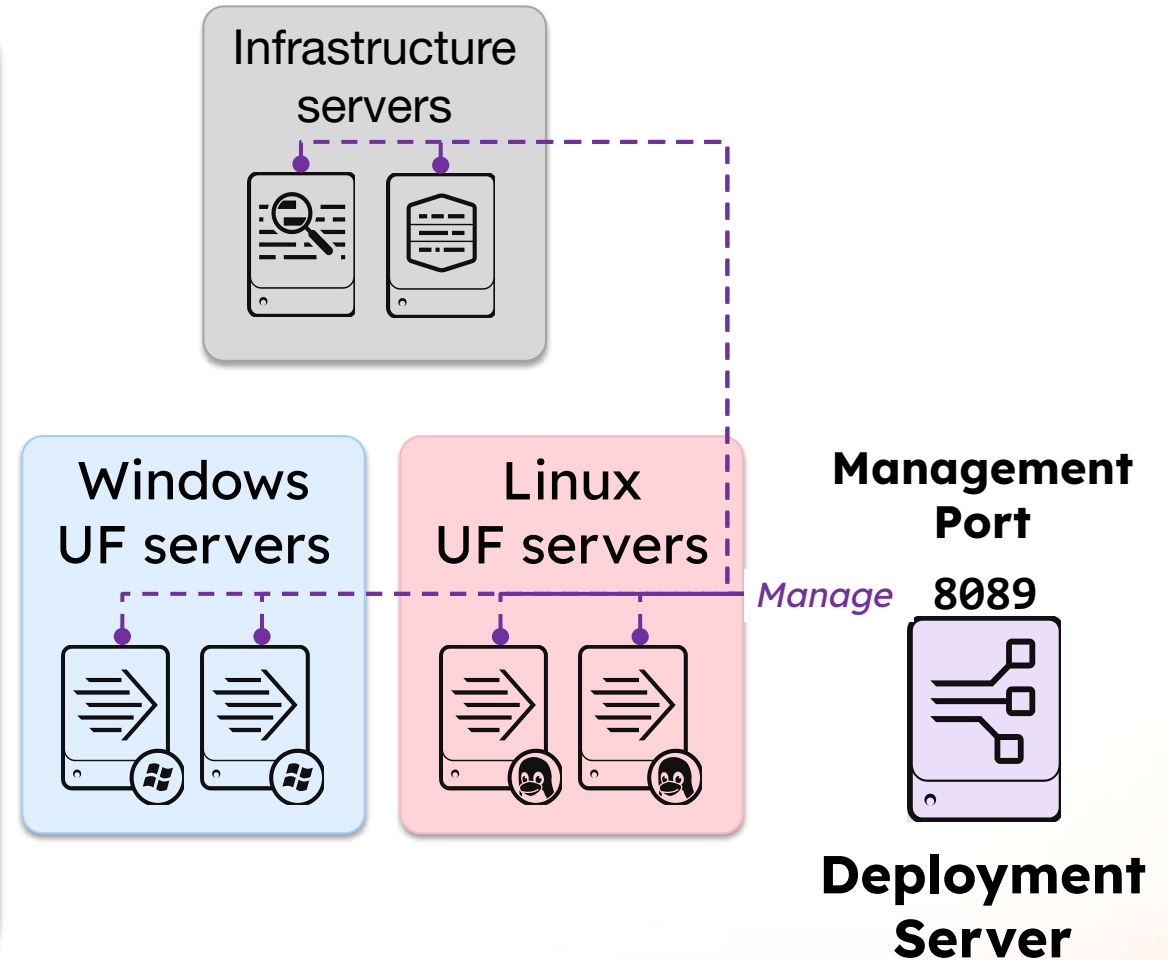 Infrastructure
servers
Windows
UF servers
Linux
UF servers
Management
Port
Manage
8089
Deployment
Server